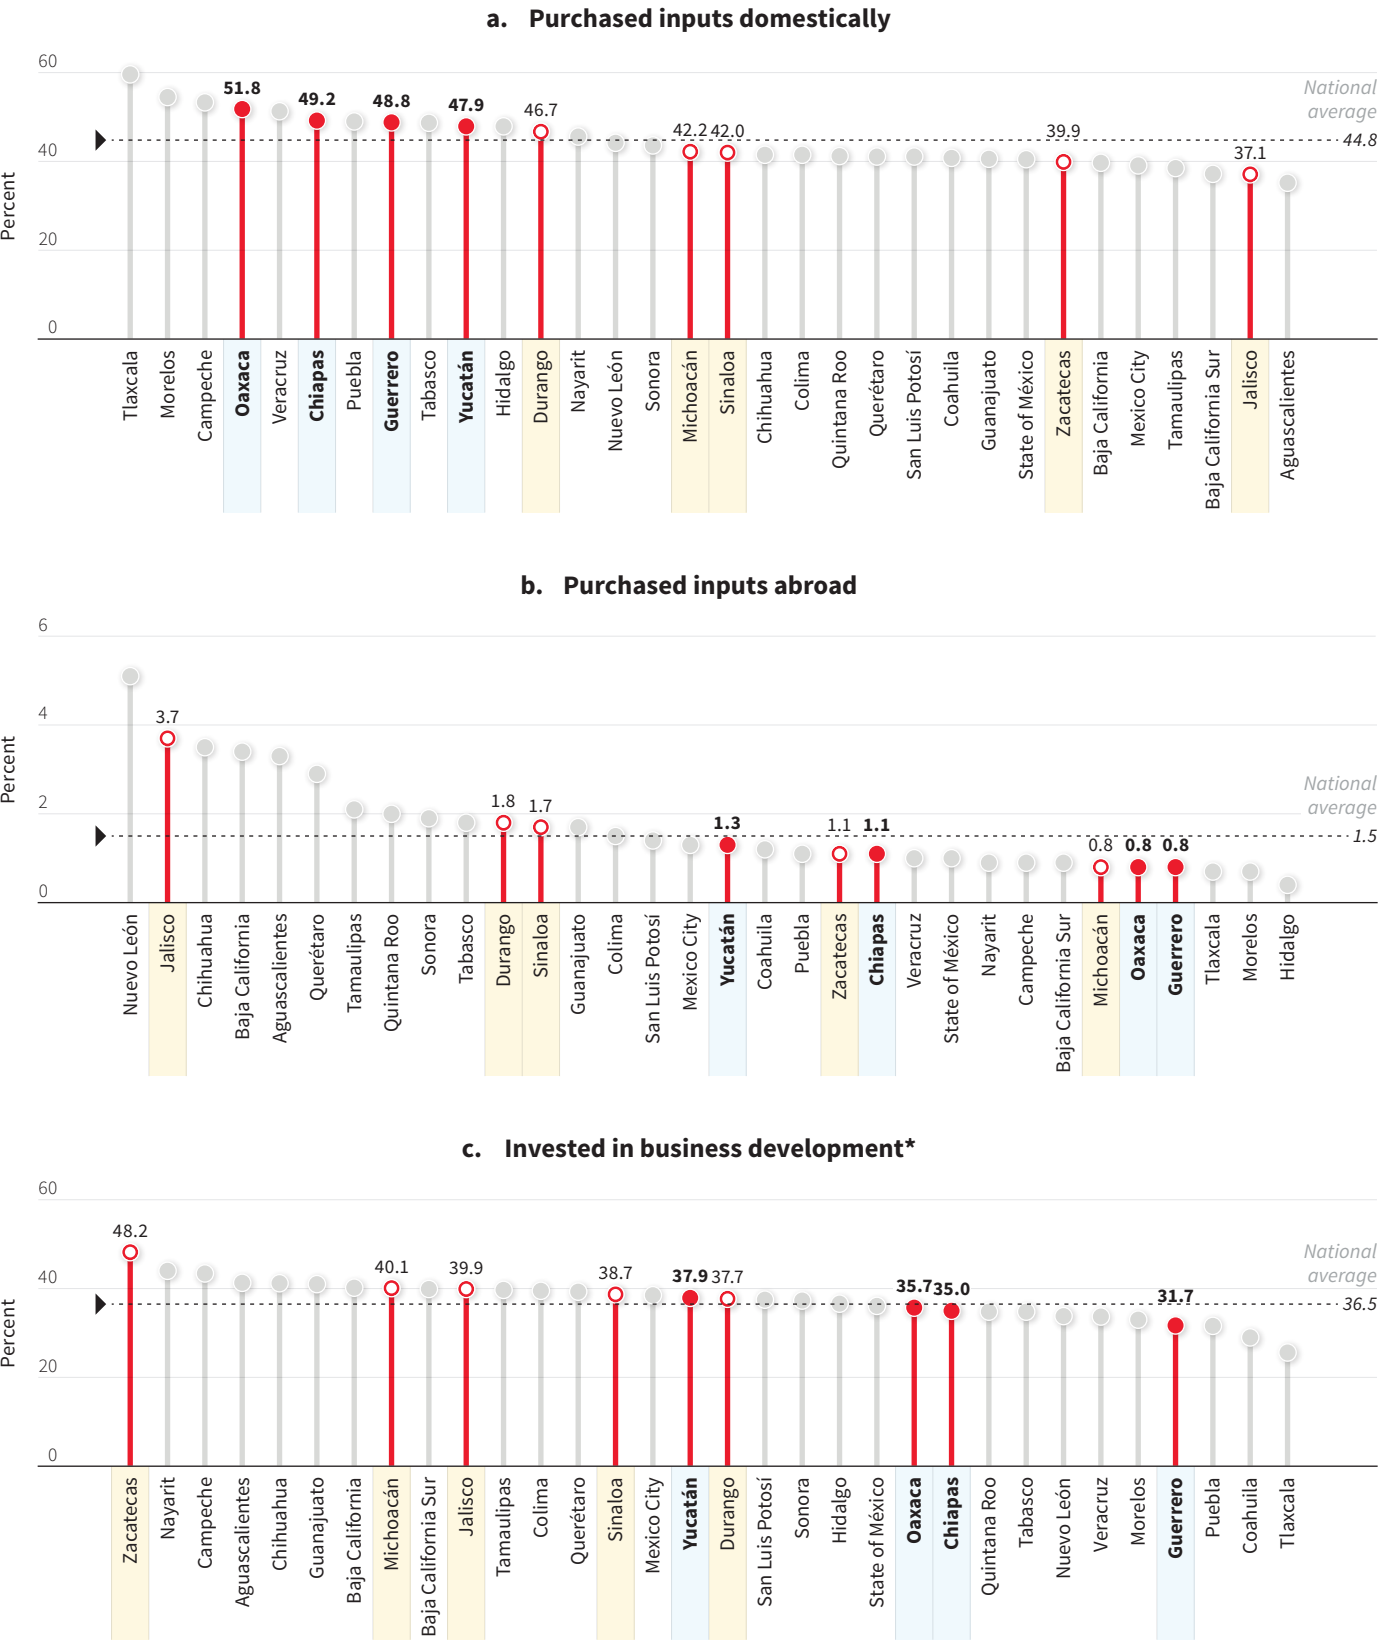 a. Purchased inputs domestically
60
40
20
0
Percent
National
average
44.8
51.8
49.2
48.8
47.9
46.7
42.2
42.0
39.9
37.1
Tlaxcala
Morelos
Campeche
Oaxaca
Veracruz
Chiapas
Puebla
Guerrero
Tabasco
Yucatán
Hidalgo
Durango
Nayarit
Nuevo León
Sonora
Michoacán
Sinaloa
Chihuahua
Colima
Quintana Roo
Querétaro
San Luis Potosí
Coahuila
Guanajuato
State of México
Zacatecas
Baja California
Mexico City
Tamaulipas
Baja California Sur
Jalisco
Aguascalientes
b. Purchased inputs abroad
6
4
2
0
Percent
National
average
1.5
3.7
1.8
1.7
1.3
1.1
1.1
0.8
0.8
0.8
Nuevo León
Jalisco
Chihuahua
Baja California
Aguascalientes
Querétaro
Tamaulipas
Quintana Roo
Sonora
Tabasco
Durango
Sinaloa
Guanajuato
Colima
San Luis Potosí
Mexico City
Yucatán
Coahuila
Puebla
Zacatecas
Chiapas
Veracruz
State of México
Nayarit
Campeche
Baja California Sur
Michoacán
Oaxaca
Guerrero
Tlaxcala
Morelos
Hidalgo
c. Invested in business development*
60
40
20
0
Percent
National
average
36.5
48.2
40.1
39.9
38.7
37.9
37.7
35.7
35.0
31.7
Zacatecas
Nayarit
Campeche
Aguascalientes
Chihuahua
Guanajuato
Baja California
Michoacán
Baja California Sur
Jalisco
Tamaulipas
Colima
Querétaro
Sinaloa
Mexico City
Yucatán
Durango
San Luis Potosí
Sonora
Hidalgo
State of México
Oaxaca
Chiapas
Quintana Roo
Tabasco
Nuevo León
Veracruz
Morelos
Guerrero
Puebla
Coahuila
Tlaxcala